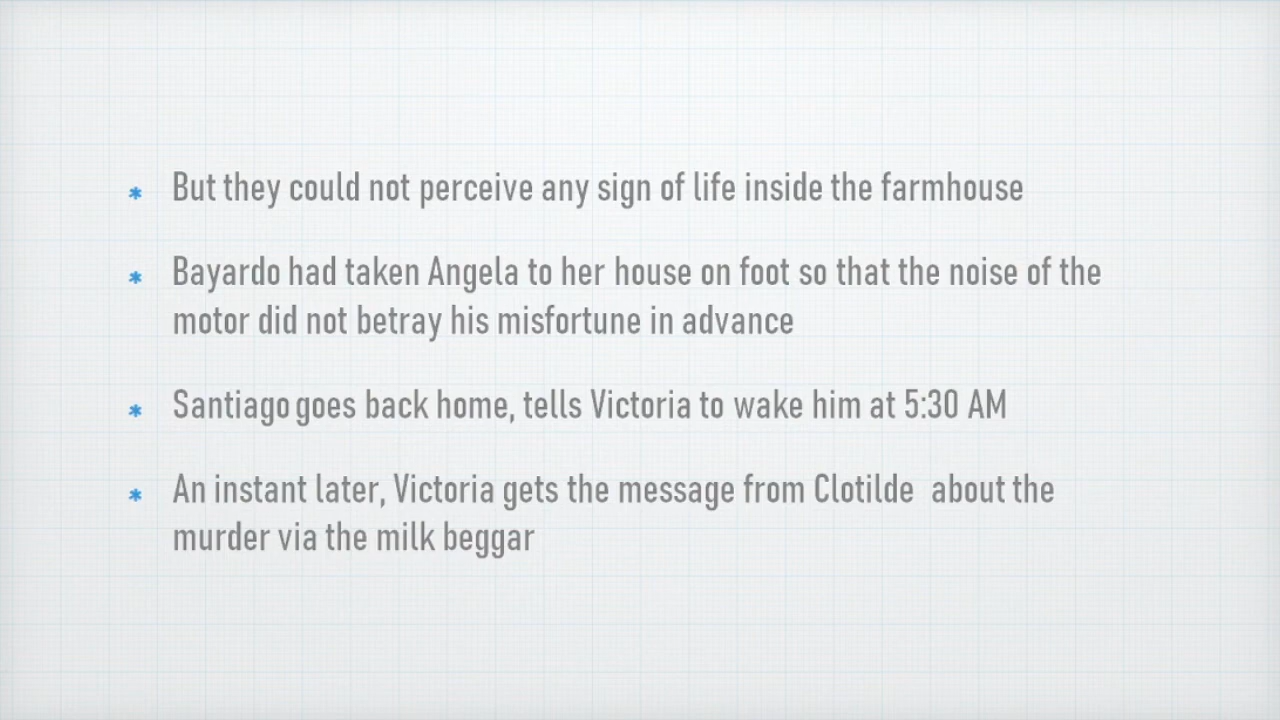 * But they could not perceive any sign of life inside the farmhouse
* Bayardo had taken Angela to her house on foot so that the noise of the
motor did not betray his misfortune in advance
* Santiago goes back home, tells Victoria to wake him at 5:30 AM
* An instant later, Victoria gets the message from Clotilde about the
murder via the milk beggar